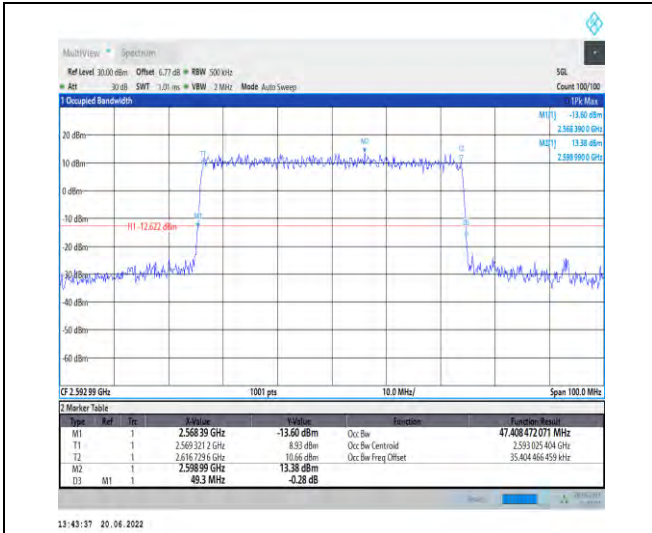 MultiView Spectrum
Ref Level 30.00 dBm Offset 6.77 dB RBW 500 kHz SGL
Att 30 dB SWT 1.01 ms VBW 2 MHz Mode Auto Sweep Count 100/100
1 Occupied Bandwidth 1Pk Max
M1[1] -13.60 dBm
2.568 390 0 GHz
M2[1] 13.38 dBm
2.598 990 0 GHz
20 dBm
M2
T1 T2
10 dBm
0 dBm
-10 dBm
M1
H1 -12.622 dBm
D3
-20 dBm
-30 dBm
-40 dBm
-50 dBm
-60 dBm
CF 2.592 99 GHz 1001 pts 10.0 MHz/ Span 100.0 MHz
2 Marker Table
Type Ref Trc X-Value Y-Value Function Function Result
M1 1 2.568 39 GHz -13.60 dBm Occ Bw 47.408 472 071 MHz
T1 1 2.569 321 2 GHz 8.93 dBm Occ Bw Centroid 2.593 025 404 GHz
T2 1 2.616 729 6 GHz 10.66 dBm Occ Bw Freq Offset 35.404 466 459 kHz
M2 1 2.598 99 GHz 13.38 dBm
D3 M1 1 49.3 MHz -0.28 dB
13:43:37 20.06.2022